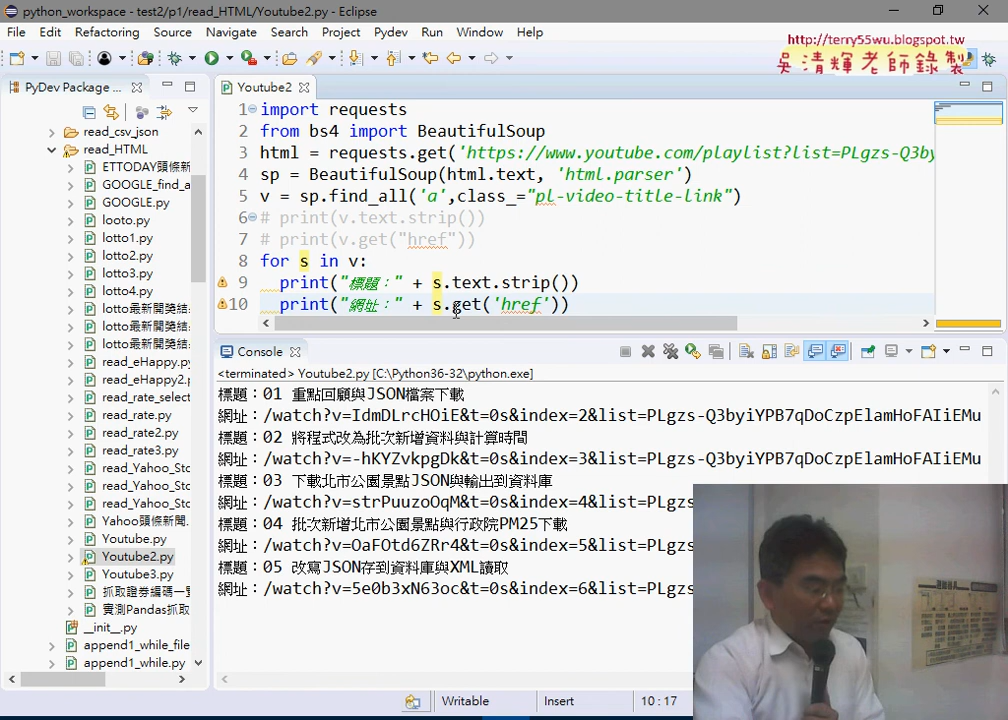 python_workspace - test2/p1/read_HTML/Youtube2.py - Eclipse
File Edit Refactoring Source Navigate Search Project Pydev Run Window Help
http://terry55wu.blogspot.tw
吳清輝老師錄製
PyDev Package ...
read_csv_json
read_HTML
ETTODAY頭條新
GOOGLE_find_a
GOOGLE.py
looto.py
lotto1.py
lotto2.py
lotto3.py
lotto4.py
lotto最新開獎結
lotto最新開獎結
lotto最新開獎結
read_eHappy.py
read_eHappy2.p
read_rate_select
read_rate.py
read_rate2.py
read_rate3.py
read_Yahoo_Sto
read_Yahoo_Sto
read_Yahoo_Sto
Yahoo頭條新聞.
Youtube.py
Youtube2.py
Youtube3.py
抓取證券編碼一覽
實測Pandas抓取
__init__.py
append1_while_file
append1_while.py
Youtube2
1 import requests
2 from bs4 import BeautifulSoup
3 html = requests.get('https://www.youtube.com/playlist?list=PLgzs-Q3by
4 sp = BeautifulSoup(html.text, 'html.parser')
5 v = sp.find_all('a',class_="pl-video-title-link")
6 # print(v.text.strip())
7 # print(v.get("href"))
8 for s in v:
9 print("標題：" + s.text.strip())
10 print("網址：" + s.get('href'))
Console
<terminated> Youtube2.py [C:\Python36-32\python.exe]
標題：01 重點回顧與JSON檔案下載
網址：/watch?v=IdmDLrcHOiE&t=0s&index=2&list=PLgzs-Q3byiYPB7qDoCzpElamHoFAIiEMu
標題：02 將程式改為批次新增資料與計算時間
網址：/watch?v=-hKYZvkpgDk&t=0s&index=3&list=PLgzs-Q3byiYPB7qDoCzpElamHoFAIiEMu
標題：03 下載北市公園景點JSON與輸出到資料庫
網址：/watch?v=strPuuzoOqM&t=0s&index=4&list=PLgzs
標題：04 批次新增北市公園景點與行政院PM25下載
網址：/watch?v=OaFOtd6ZRr4&t=0s&index=5&list=PLgzs
標題：05 改寫JSON存到資料庫與XML讀取
網址：/watch?v=5e0b3xN63oc&t=0s&index=6&list=PLgzs
Writable Insert 10 : 17